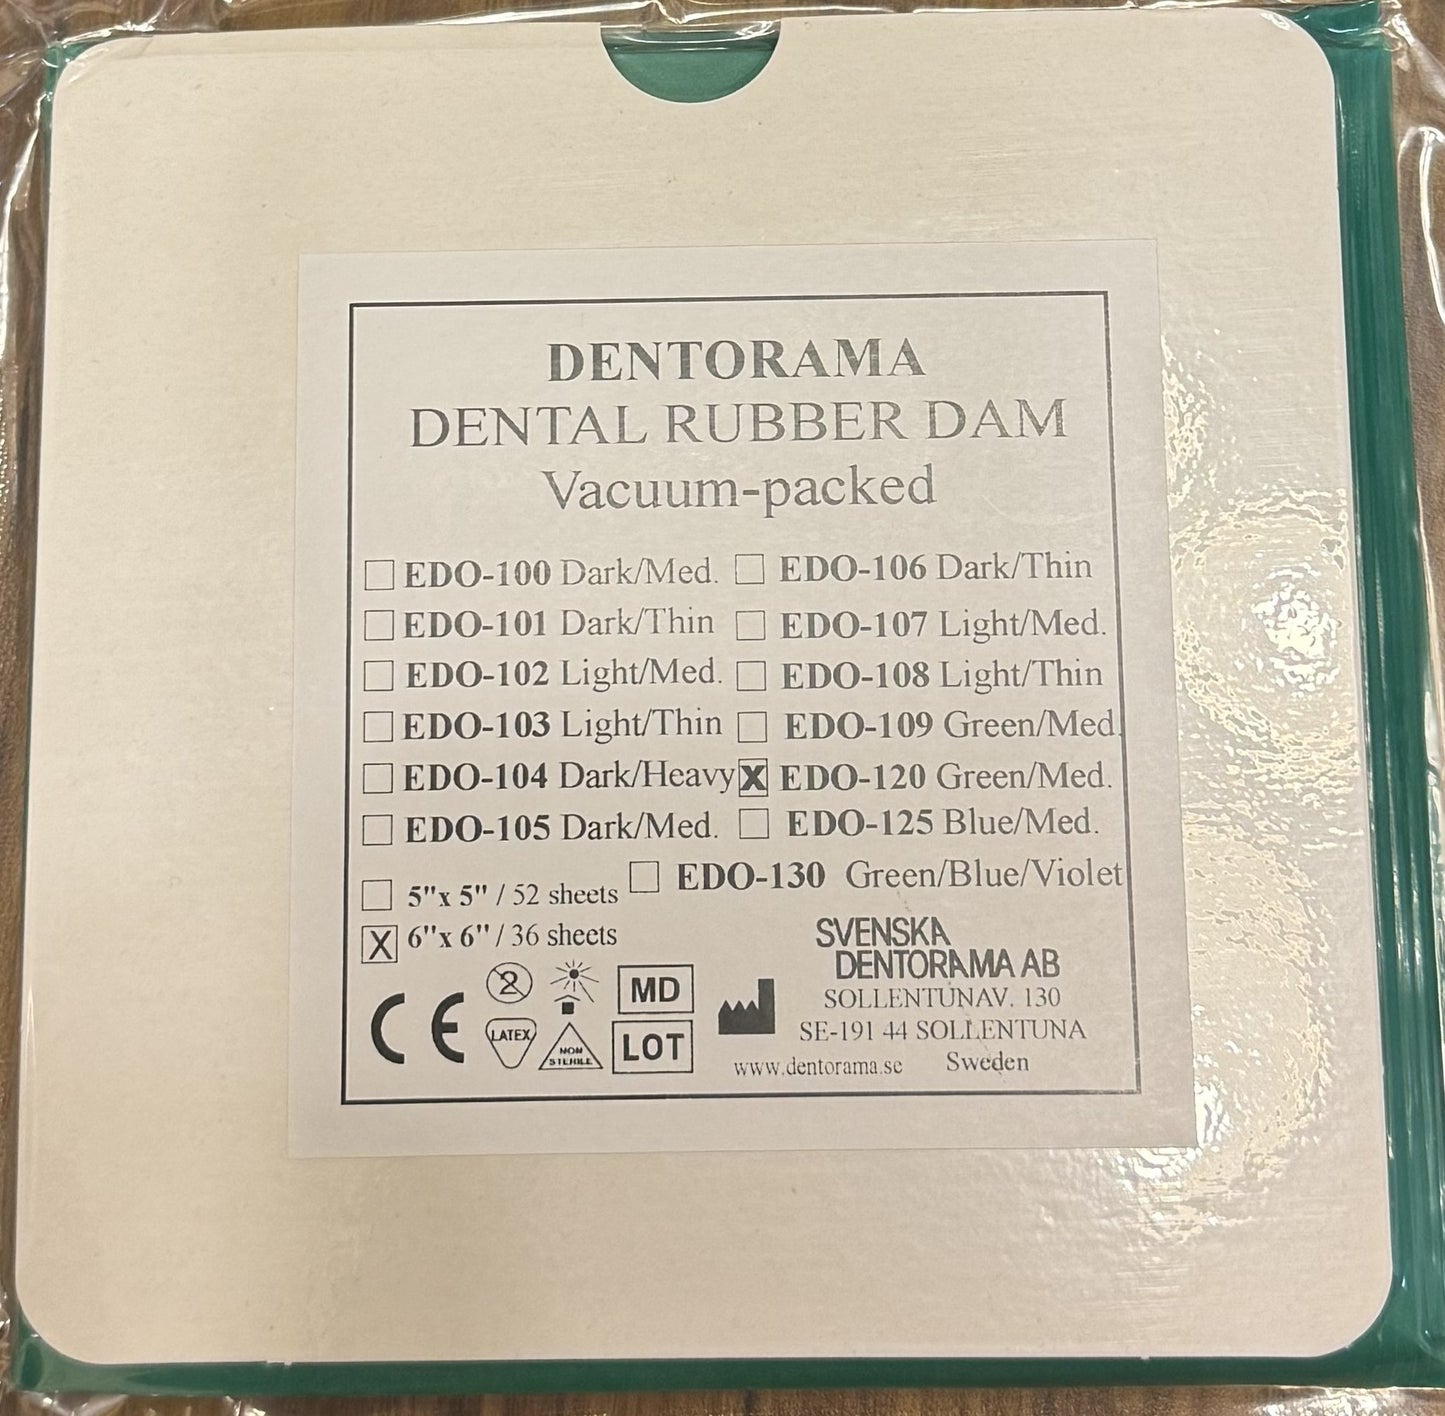 DENTORAMA
DENTAL RUBBER DAM
Vacuum-packed
EDO-100 Dark/Med. EDO-106 Dark/Thin
EDO-101 Dark/Thin EDO-107 Light/Med.
EDO-102 Light/Med. EDO-108 Light/Thin
EDO-103 Light/Thin EDO-109 Green/Med.
EDO-104 Dark/Heavy X EDO-120 Green/Med.
EDO-105 Dark/Med. EDO-125 Blue/Med.
EDO-130 Green/Blue/Violet
5"x 5" / 52 sheets
X 6"x 6" / 36 sheets
SVENSKA
DENTORAMA AB
SOLLENTUNAV. 130
SE-191 44 SOLLENTUNA
www.dentorama.se Sweden
CE
2
MD
LATEX
NON
STERILE
LOT